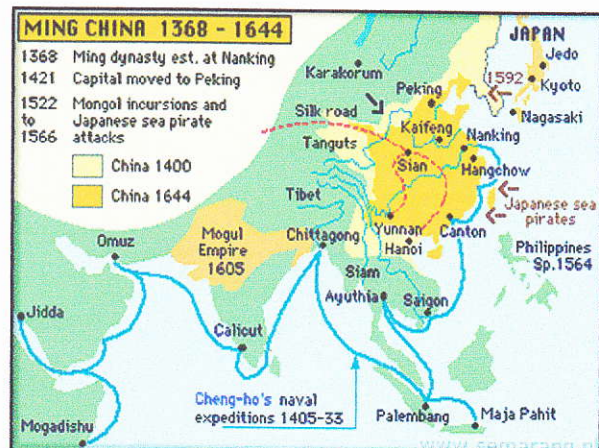 MING CHINA 1368 - 1644
1368 Ming dynasty est. at Nanking
1421 Capital moved to Peking
1522 Mongol incursions and
to Japanese sea pirate
1566 attacks
China 1400
China 1644
JAPAN
Jedo
Kyoto
Nagasaki
1592
Karakorum
Peking
Silk road
Kaifeng
Nanking
Tanguts
Sian
Hangchow
Tibet
Japanese sea
pirates
Yunnan
Canton
Hanoi
Mogul
Empire
1605
Chittagong
Omuz
Philippines
Sp.1564
Siam
Ayuthia
Saigon
Jidda
Calicut
Cheng-ho's naval
expeditions 1405-33
Palembang
Maja Pahit
Mogadishu